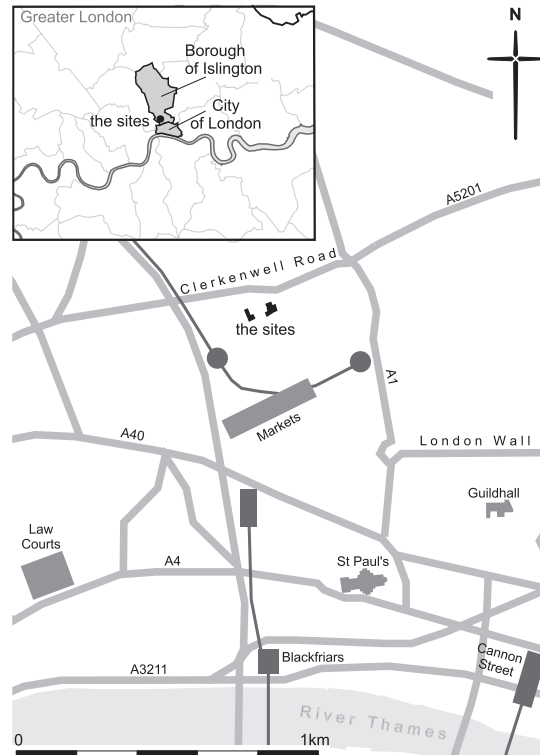 Greater London
Borough
of Islington
the sites
City
of London
N
A5201
Clerkenwell Road
the sites
A1
Markets
A40
London Wall
Guildhall
Law
Courts
A4
St Paul's
Cannon
Street
Blackfriars
A3211
River Thames
0
1km